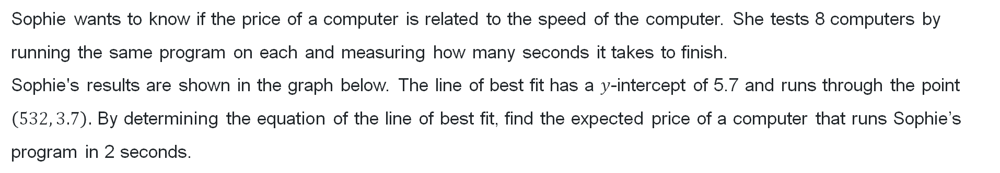 Sophie wants to know if the price of a computer is related to the speed of the computer. She tests 8 computers by
running the same program on each and measuring how many seconds it takes to finish.
Sophie's results are shown in the graph below. The line of best fit has a y-intercept of 5.7 and runs through the point
(532, 3.7). By determining the equation of the line of best fit, find the expected price of a computer that runs Sophie’s
program in 2 seconds.